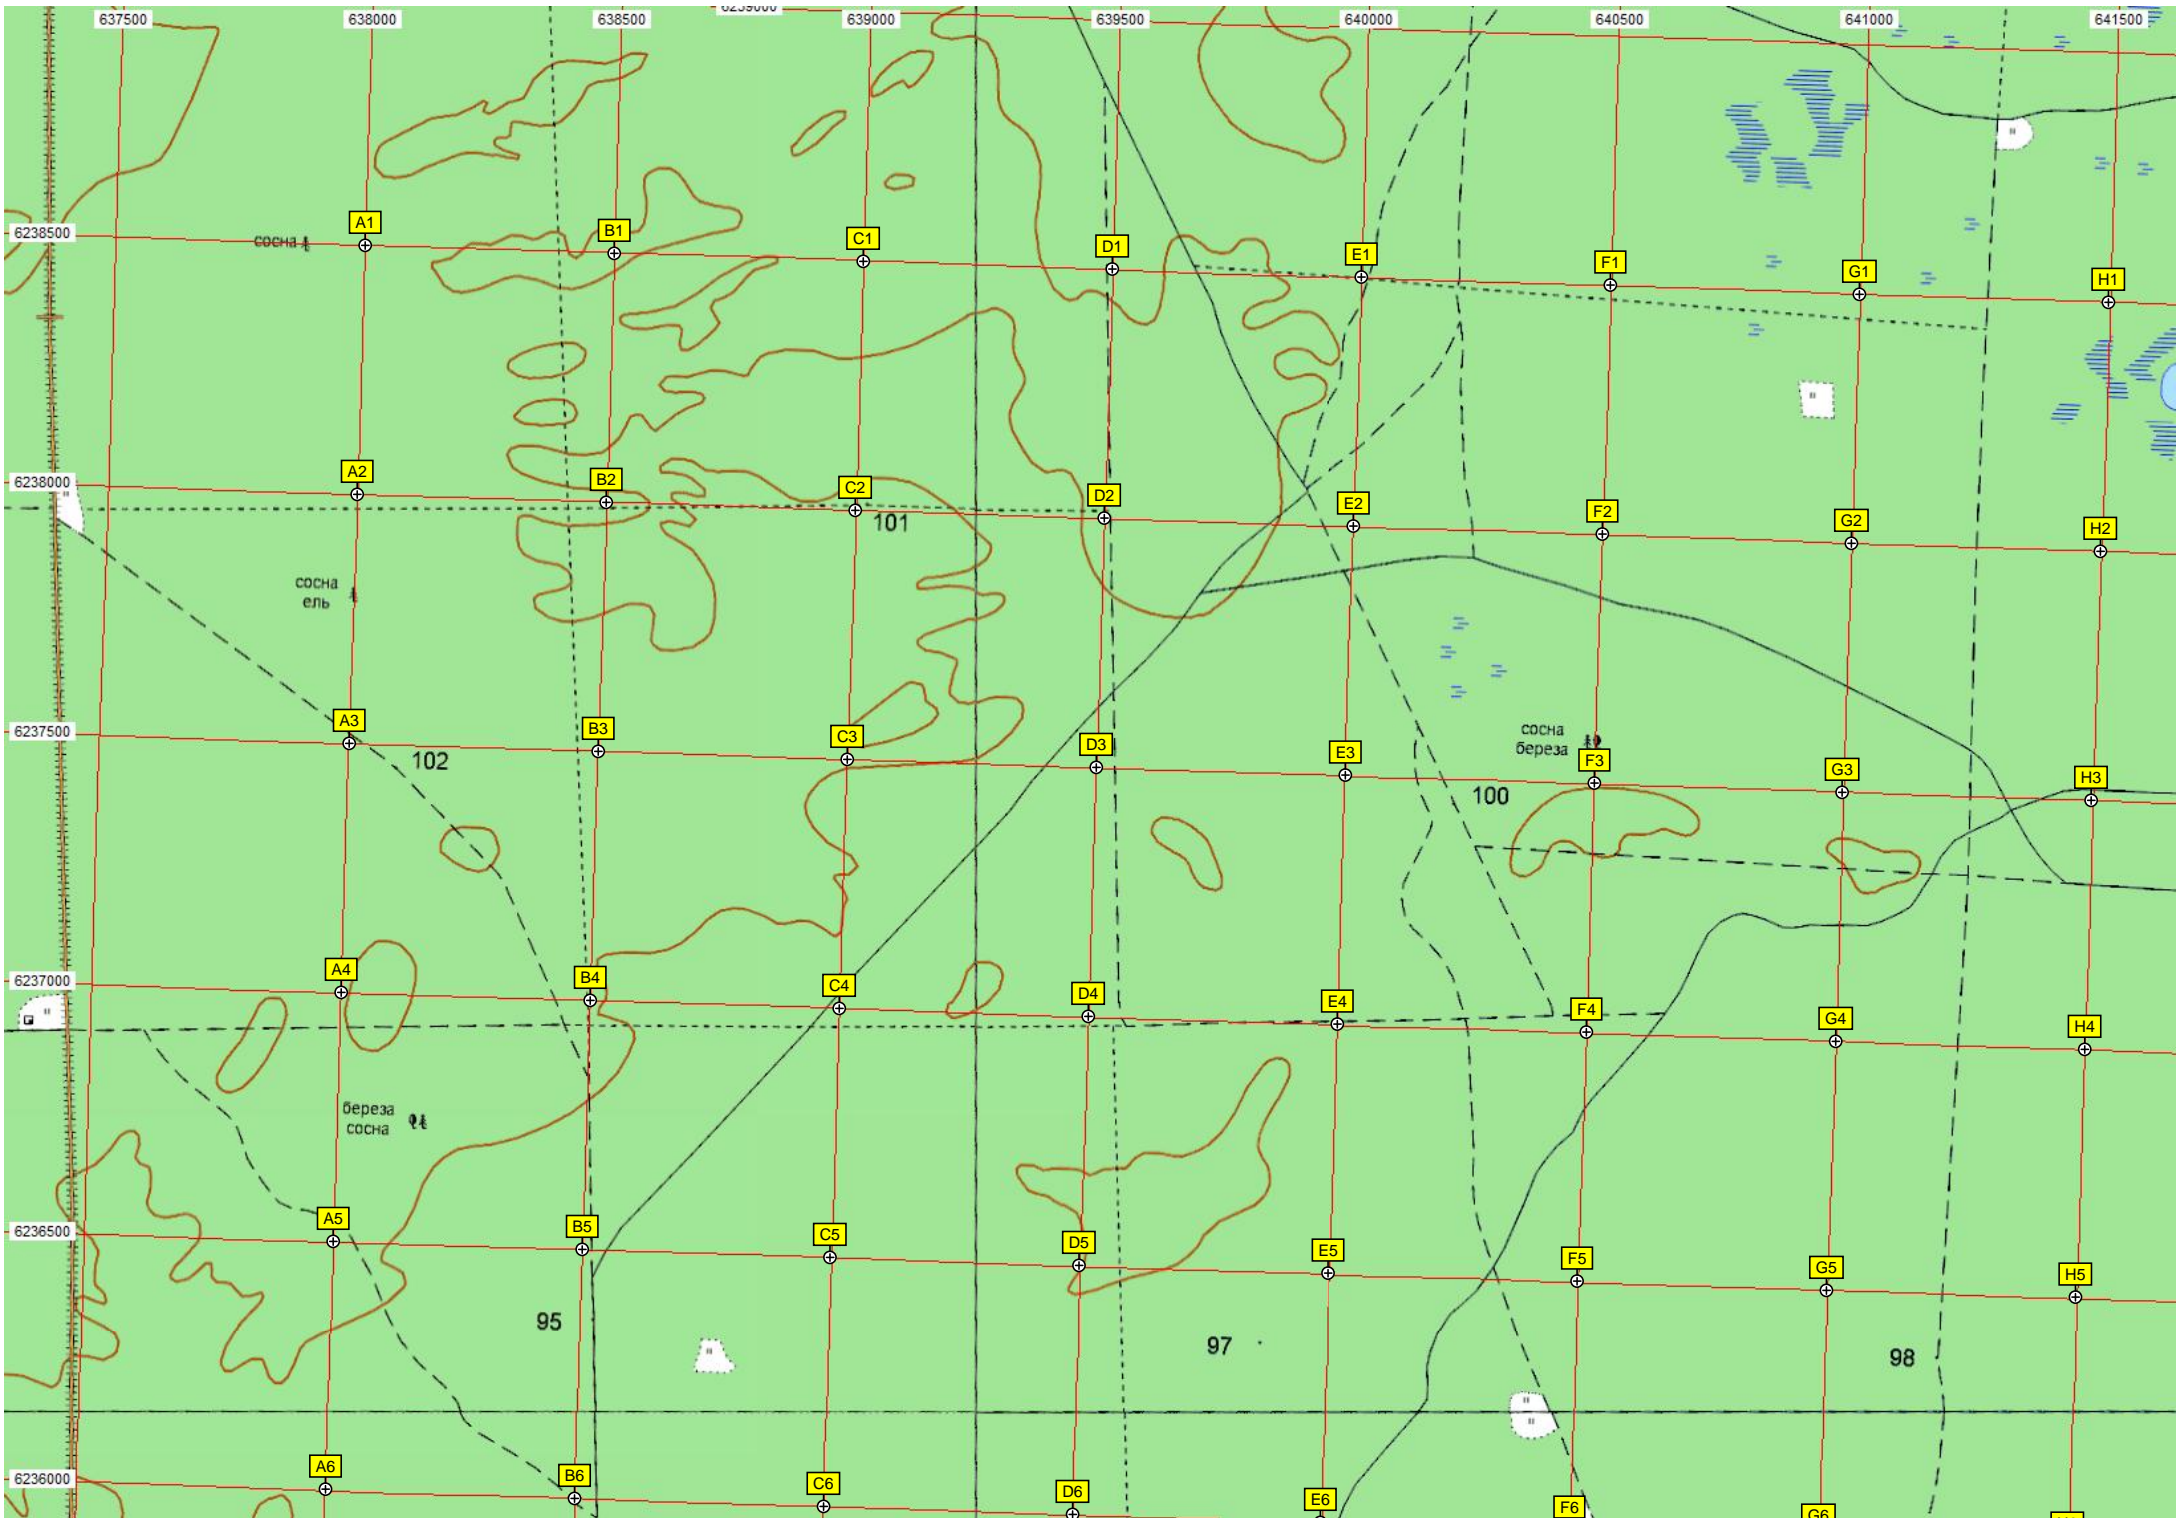 637500 638000 638500 6239000 639000 639500 640000 640500 641000 641500
6238500 сосна A1 B1 C1 D1 E1 F1 G1 H1
6238000 A2 B2 C2 D2 E2 F2 G2 H2
101
сосна
ель
6237500 A3 B3 C3 D3 E3 F3 G3 H3
сосна
береза
102
100
6237000 A4 B4 C4 D4 E4 F4 G4 H4
береза
сосна
6236500 A5 B5 C5 D5 E5 F5 G5 H5
95
97
98
6236000 A6 B6 C6 D6 E6 F6 G6